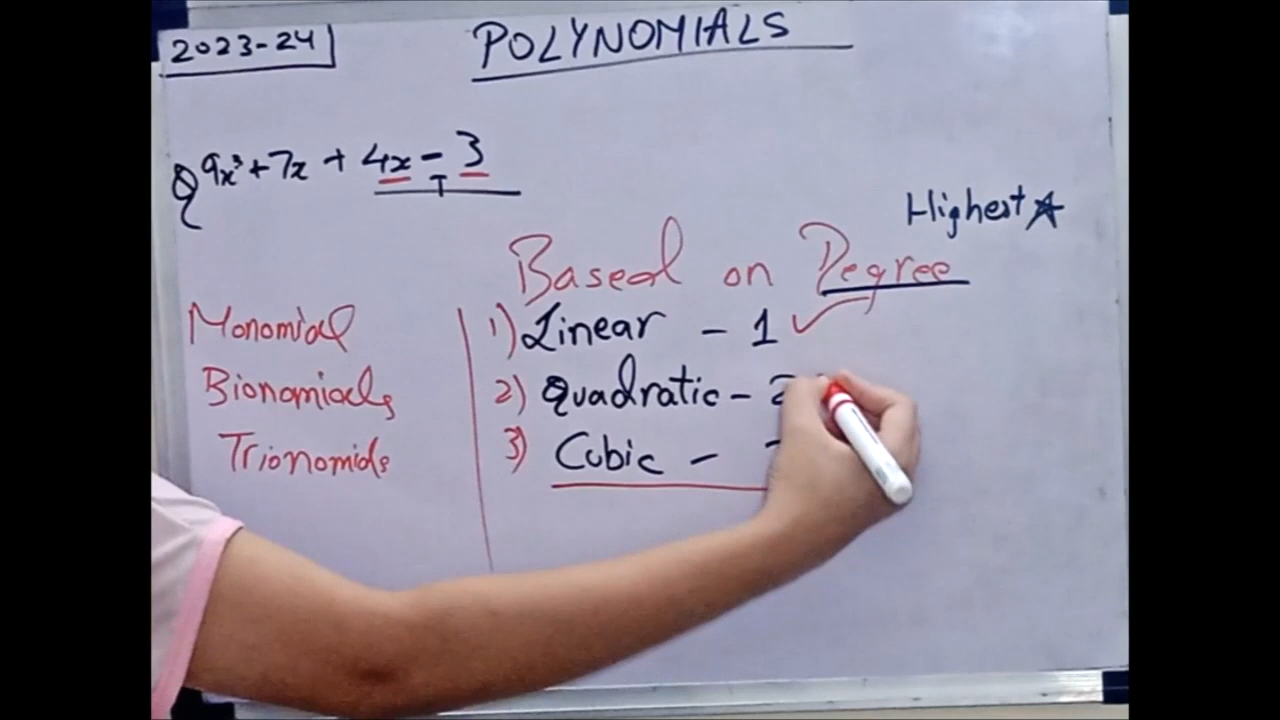 2023-24
POLYNOMIALS
Q 9x³ + 7x + 4x - 3
T
Highest
Based on Degree
Monomial
Bionomials
Trionomials
1) Linear - 1 ✓
2) Quadratic - 2
3) Cubic -